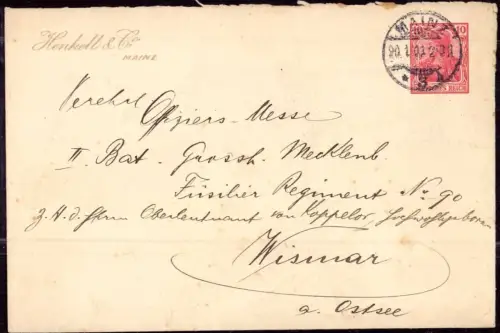 Henkell & Co
MAINZ
MAINZ
10
Verehrl. Offiziers-Messe
II Bat. Grossh. Mecklenb.
Füsilier Regiment No 90
z. H. d. Herrn Oberleutnant von Koppelow, Hochwohlgeboren
Wismar
a. Ostsee